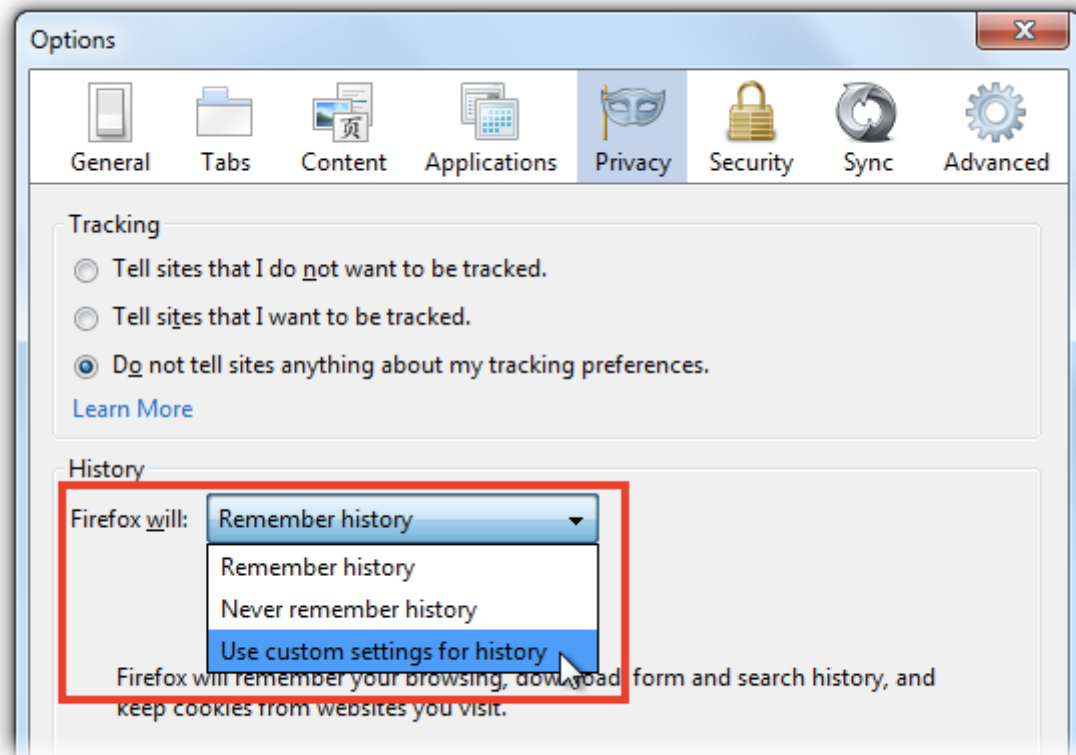 Options
General Tabs Content Applications Privacy Security Sync Advanced
页
Tracking
Tell sites that I do not want to be tracked.
Tell sites that I want to be tracked.
Do not tell sites anything about my tracking preferences.
Learn More
History
Firefox will: Remember history
Remember history
Never remember history
Use custom settings for history
Firefox will remember your browsing, download, form and search history, and
keep cookies from websites you visit.